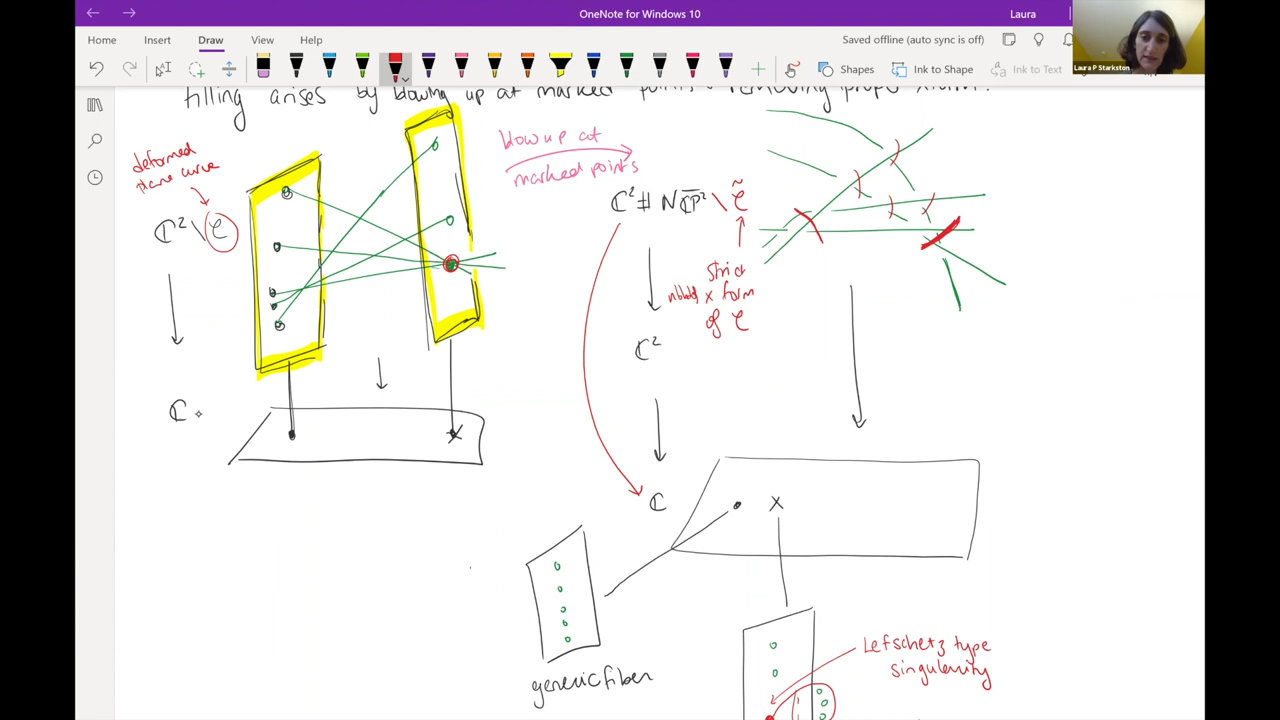 OneNote for Windows 10
Laura
Home Insert Draw View Help
Saved offline (auto sync is off)
Shapes
Ink to Shape
Ink to Text
Laura P Starkston
filling arises by blowing up at marked points + removing proper xform.
deformed
plane curve
ℂ² \ C
ℂ
blow up at
marked points
ℂ² # N ℂP̅² \ C̃
strict
x form
of C
ℂ²
ℂ
x
generic fiber
Lefschetz type
singularity